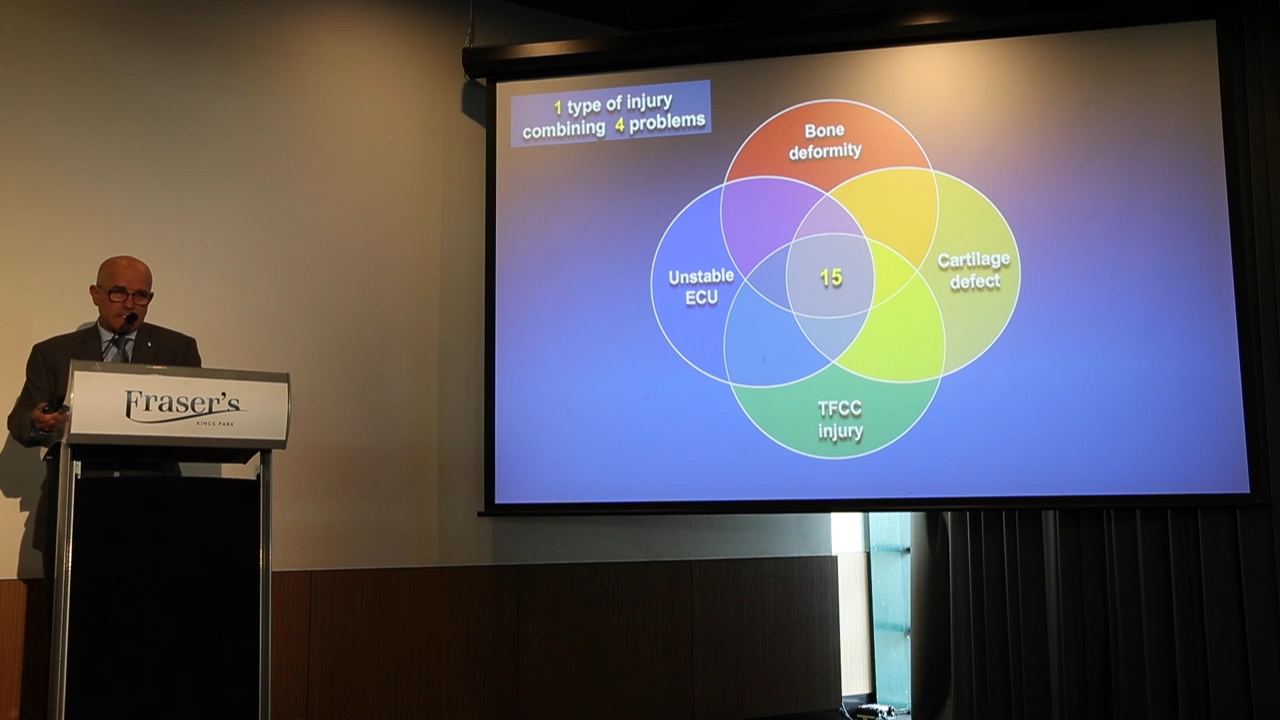 1 type of injury
combining 4 problems
Bone
deformity
Unstable
ECU
15
Cartilage
defect
TFCC
injury
Fraser's
KINGS PARK